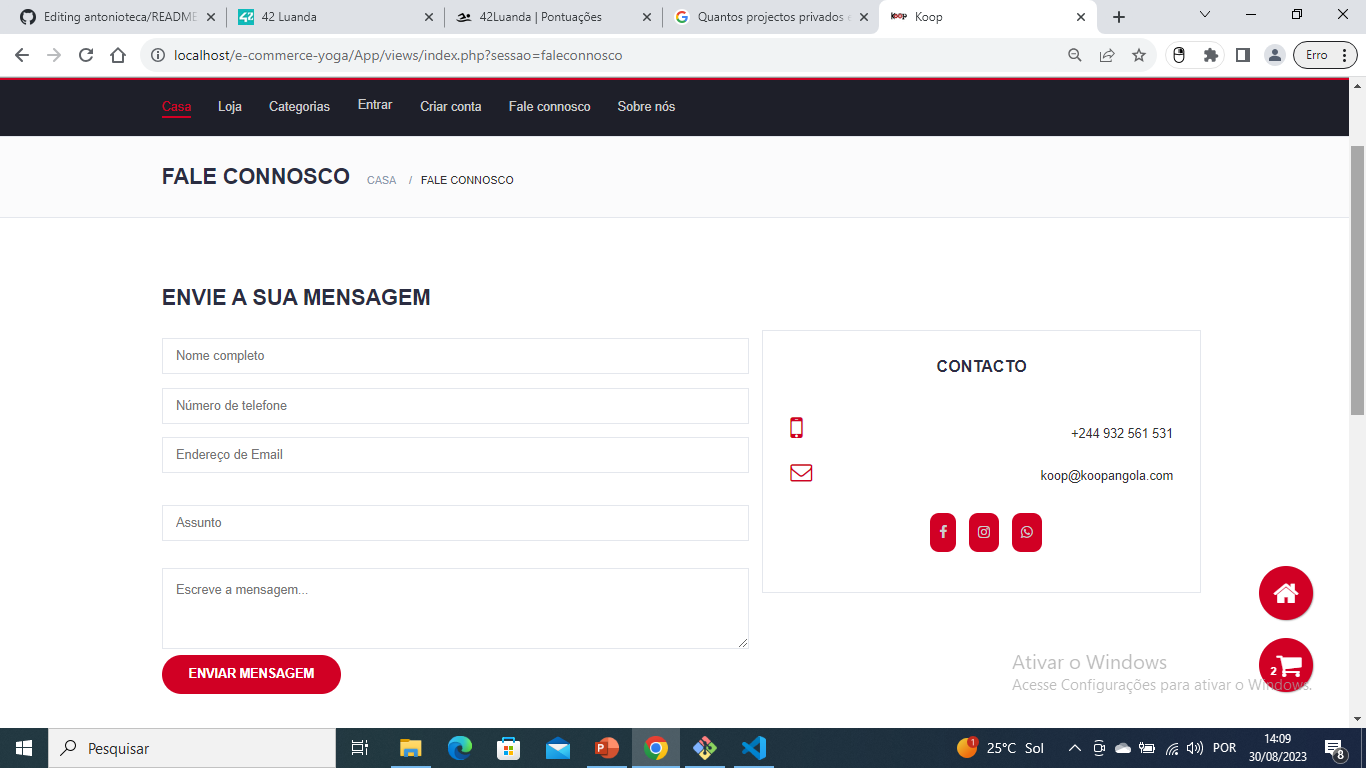 Editing antonioteca/README
42 Luanda
42Luanda | Pontuações
Quantos projectos privados e
Koop
localhost/e-commerce-yoga/App/views/index.php?sessao=faleconnosco
Erro
Casa
Loja
Categorias
Entrar
Criar conta
Fale connosco
Sobre nós
FALE CONNOSCO
CASA / FALE CONNOSCO
ENVIE A SUA MENSAGEM
Nome completo
Número de telefone
Endereço de Email
Assunto
Escreve a mensagem...
ENVIAR MENSAGEM
CONTACTO
+244 932 561 531
koop@koopangola.com
2
Ativar o Windows
Acesse Configurações para ativar o Windows.
Pesquisar
1
25°C Sol
POR
14:09
30/08/2023
8